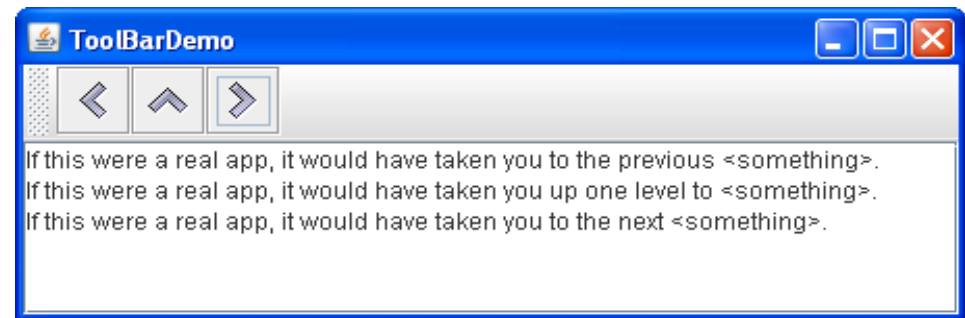 ToolBarDemo
If this were a real app, it would have taken you to the previous <something>.
If this were a real app, it would have taken you up one level to <something>.
If this were a real app, it would have taken you to the next <something>.